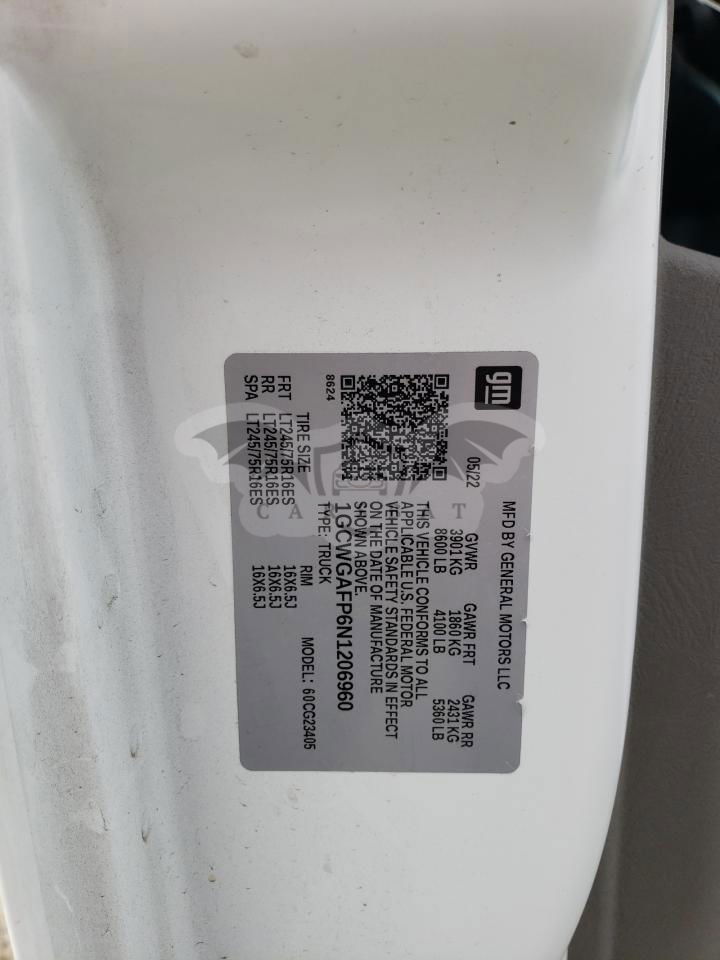 gm
MFD BY GENERAL MOTORS LLC
05/22 GVWR GAWR FRT GAWR RR
3901 KG 1860 KG 2431 KG
8600 LB 4100 LB 5360 LB
THIS VEHICLE CONFORMS TO ALL
APPLICABLE U.S. FEDERAL MOTOR
VEHICLE SAFETY STANDARDS IN EFFECT
ON THE DATE OF MANUFACTURE
SHOWN ABOVE.
1GCWGAFP6N1206960
8624 TYPE: TRUCK MODEL: 60CG23405
TIRE SIZE RIM
FRT LT245/75R16ES 16X6.5J
RR LT245/75R16ES 16X6.5J
SPA LT245/75R16ES 16X6.5J